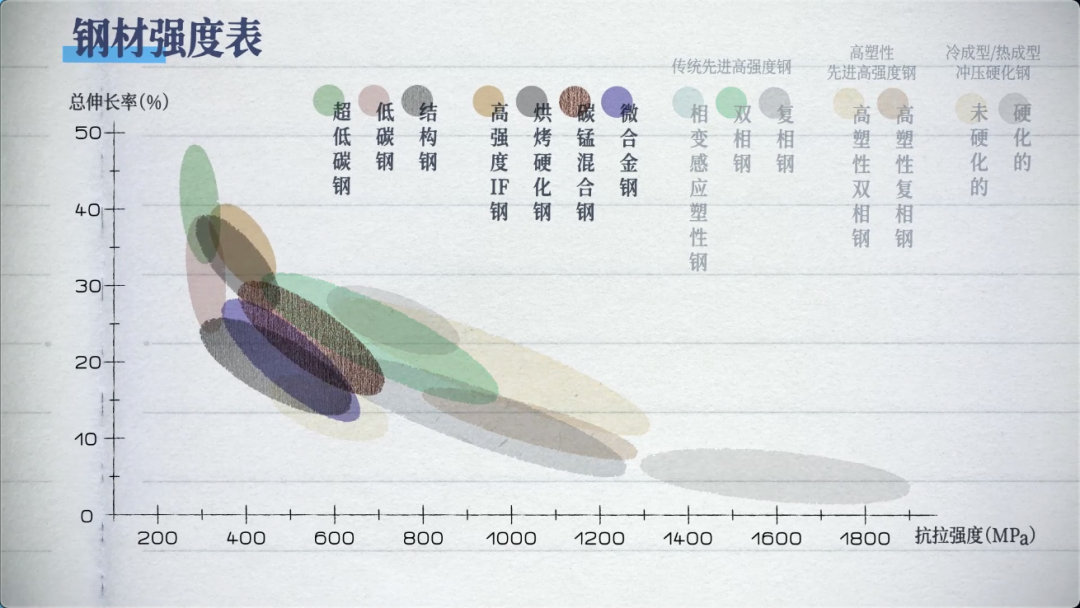 钢材强度表
传统先进高强度钢
高塑性
先进高强度钢
冷成型/热成型
冲压硬化钢
总伸长率(%)
超低碳钢
低碳钢
结构钢
高强度IF钢
烘烤硬化钢
碳锰混合钢
微合金钢
相变感应塑性钢
双相钢
复相钢
高塑性双相钢
高塑性复相钢
未硬化的
硬化的
50
40
30
20
10
0
200 400 600 800 1000 1200 1400 1600 1800 抗拉强度(MPa)